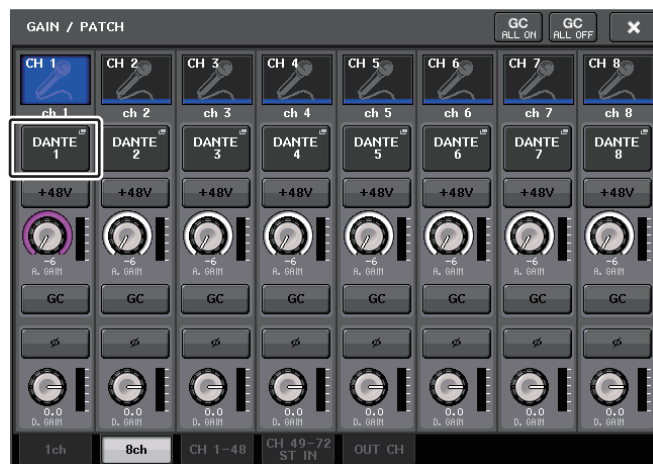 GAIN / PATCH
GC ALL ON
GC ALL OFF
CH 1 CH 2 CH 3 CH 4 CH 5 CH 6 CH 7 CH 8
ch 1 ch 2 ch 3 ch 4 ch 5 ch 6 ch 7 ch 8
DANTE 1 DANTE 2 DANTE 3 DANTE 4 DANTE 5 DANTE 6 DANTE 7 DANTE 8
+48V +48V +48V +48V +48V +48V +48V +48V
-6 -6 -6 -6 -6 -6 -6 -6
A. GAIN A. GAIN A. GAIN A. GAIN A. GAIN A. GAIN A. GAIN A. GAIN
GC GC GC GC GC GC GC GC
ø ø ø ø ø ø ø ø
0.0 0.0 0.0 0.0 0.0 0.0 0.0 0.0
D. GAIN D. GAIN D. GAIN D. GAIN D. GAIN D. GAIN D. GAIN D. GAIN
1ch 8ch CH 1-48 CH 49-72 ST IN OUT CH